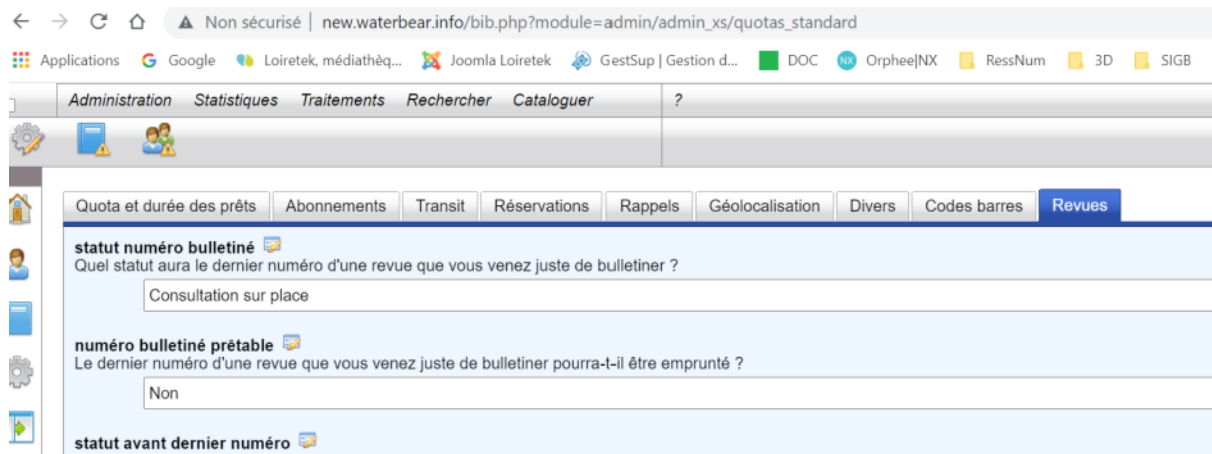 Non sécurisé | new.waterbear.info/bib.php?module=admin/admin_xs/quotas_standard
Applications Google Loiretek, médiathèq... Joomla Loiretek GestSup | Gestion d... DOC NX Orphee|NX RessNum 3D SIGB
Administration Statistiques Traitements Rechercher Cataloguer ?
Quota et durée des prêts Abonnements Transit Réservations Rappels Géolocalisation Divers Codes barres Revues
statut numéro bulletiné
Quel statut aura le dernier numéro d'une revue que vous venez juste de bulletiner ?
Consultation sur place
numéro bulletiné prêtable
Le dernier numéro d'une revue que vous venez juste de bulletiner pourra-t-il être emprunté ?
Non
statut avant dernier numéro